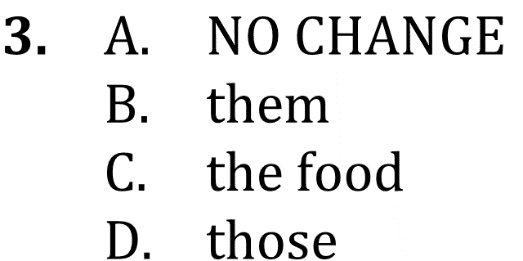 3. A. NO CHANGE
B. them
C. the food
D. those